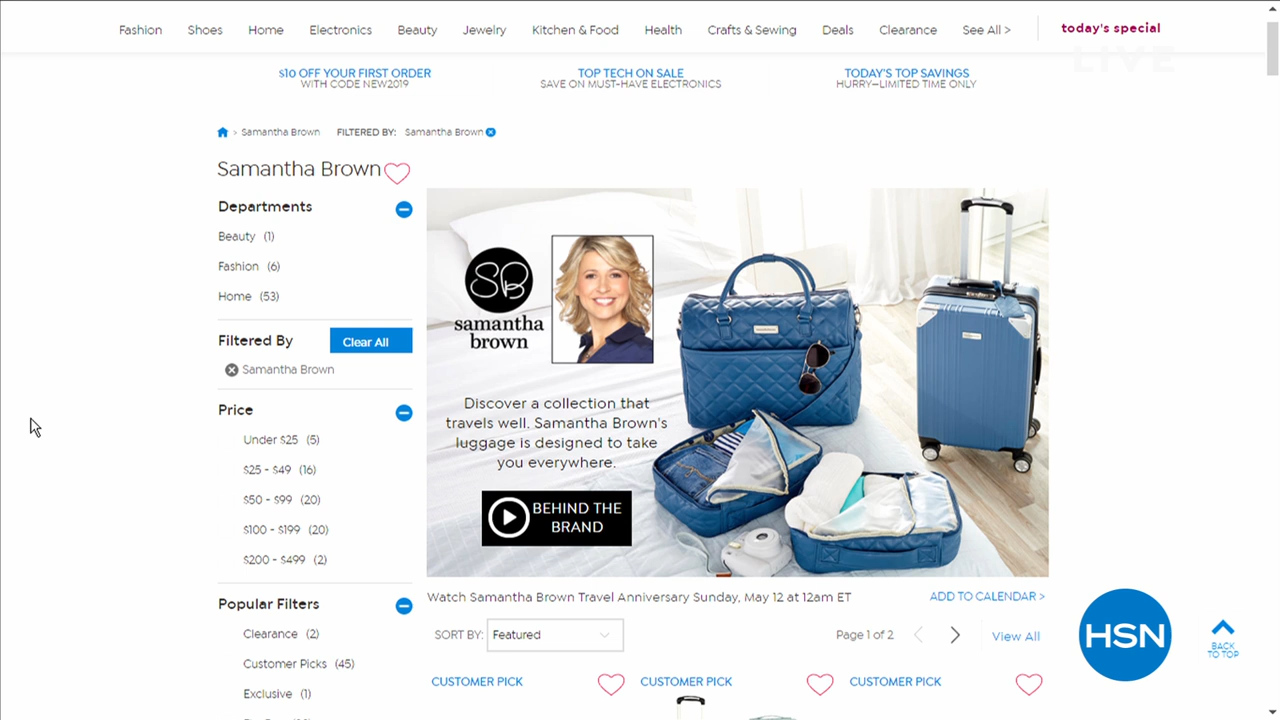 Fashion Shoes Home Electronics Beauty Jewelry Kitchen & Food Health Crafts & Sewing Deals Clearance See All > today's special
LIVE
$10 OFF YOUR FIRST ORDER
WITH CODE NEW2019
TOP TECH ON SALE
SAVE ON MUST-HAVE ELECTRONICS
TODAY'S TOP SAVINGS
HURRY—LIMITED TIME ONLY
> Samantha Brown FILTERED BY: Samantha Brown
Samantha Brown
Departments
Beauty (1)
Fashion (6)
Home (53)
Filtered By Clear All
Samantha Brown
Price
Under $25 (5)
$25 - $49 (16)
$50 - $99 (20)
$100 - $199 (20)
$200 - $499 (2)
Popular Filters
Clearance (2)
Customer Picks (45)
Exclusive (1)
SB
samantha
brown
Discover a collection that
travels well. Samantha Brown's
luggage is designed to take
you everywhere.
BEHIND THE
BRAND
Watch Samantha Brown Travel Anniversary Sunday, May 12 at 12am ET ADD TO CALENDAR >
SORT BY: Featured Page 1 of 2 View All
CUSTOMER PICK CUSTOMER PICK CUSTOMER PICK
HSN
BACK
TO TOP